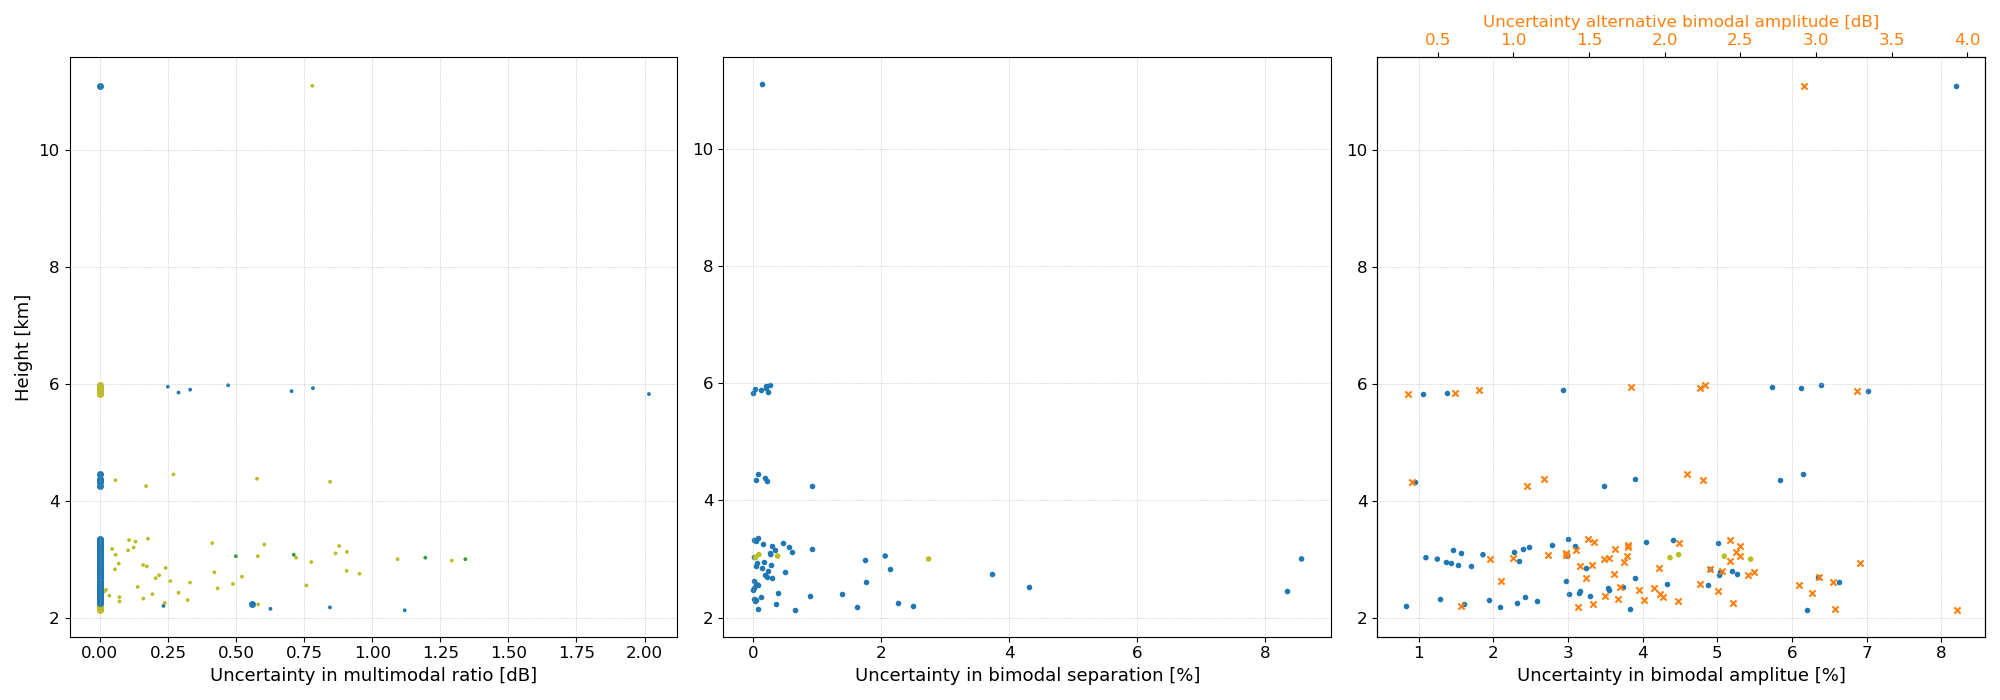 Uncertainty alternative bimodal amplitude [dB]
0.5 1.0 1.5 2.0 2.5 3.0 3.5 4.0
Height [km]
10
8
6
4
2
0.00 0.25 0.50 0.75 1.00 1.25 1.50 1.75 2.00
Uncertainty in multimodal ratio [dB]
10
8
6
4
2
0 2 4 6 8
Uncertainty in bimodal separation [%]
10
8
6
4
2
1 2 3 4 5 6 7 8
Uncertainty in bimodal amplitue [%]